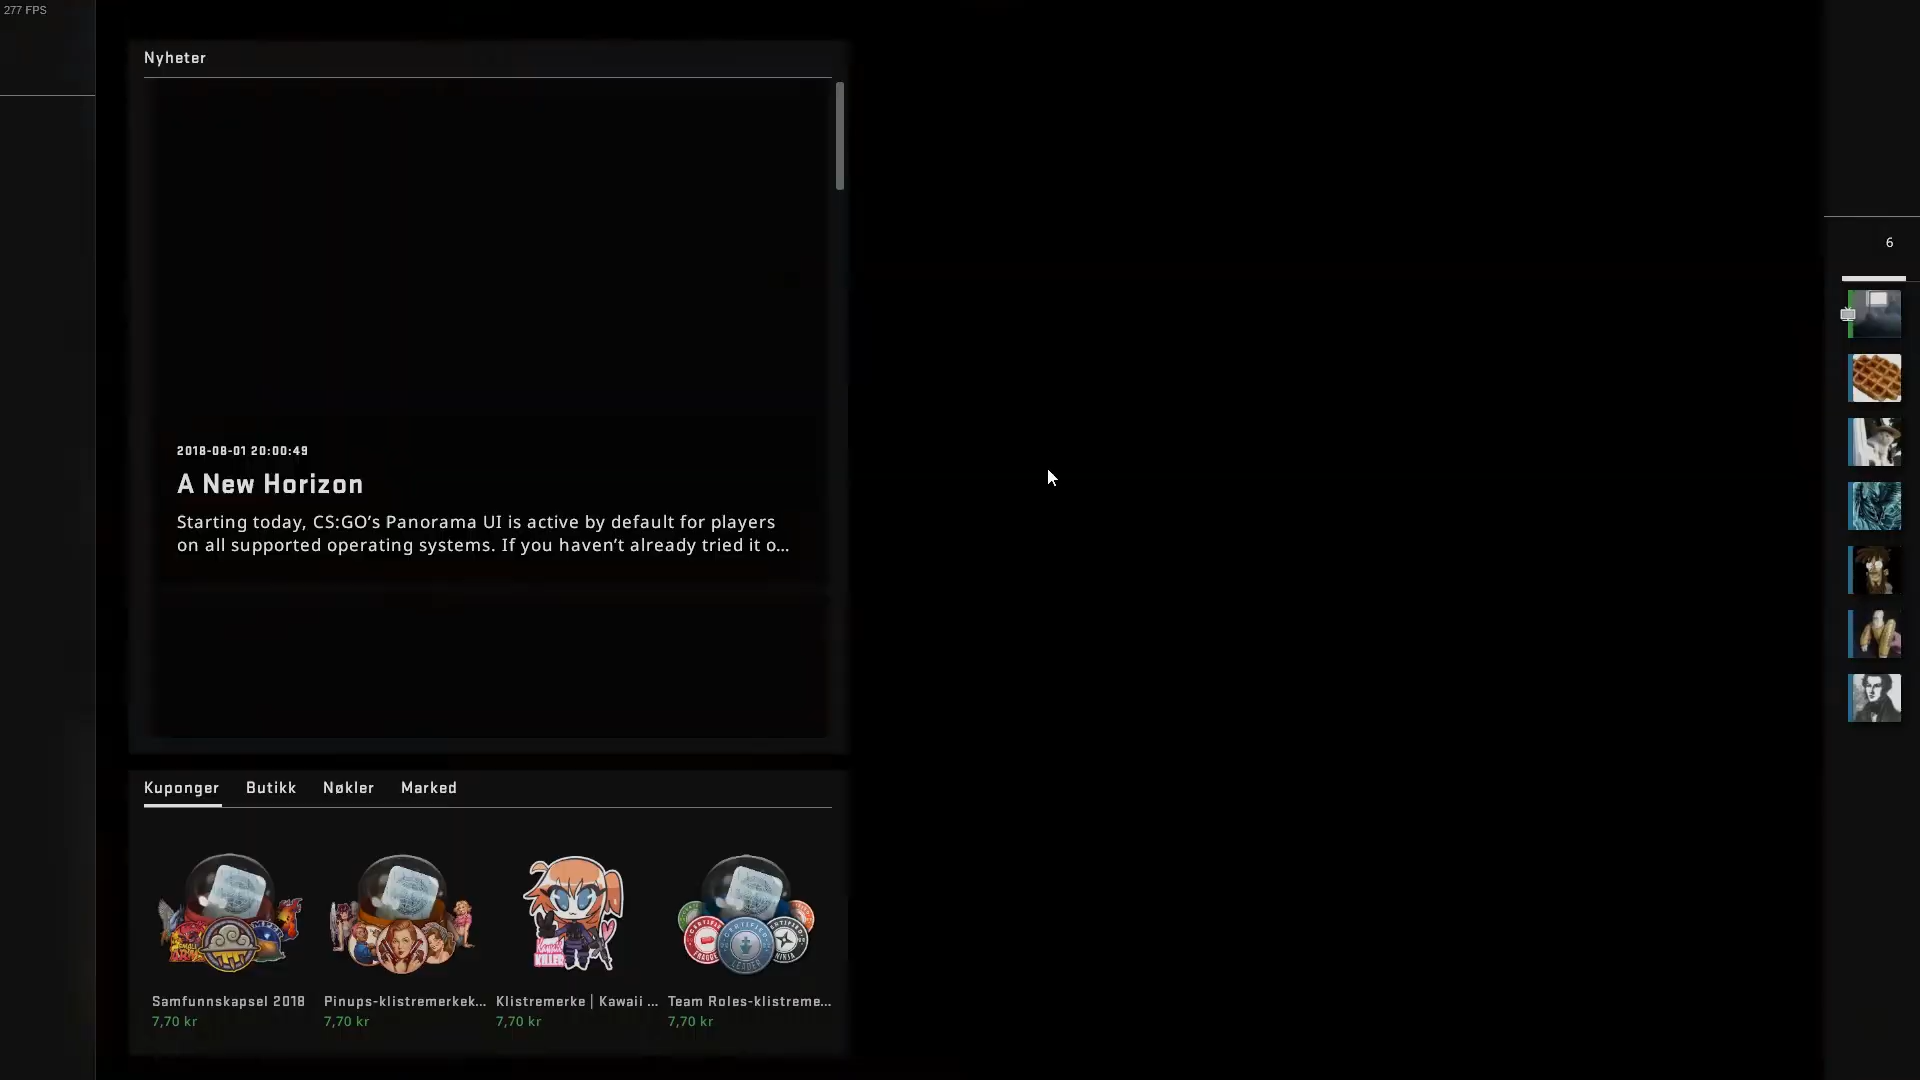 277 FPS
Nyheter
6
2018-08-01 20:00:49
A New Horizon
Starting today, CS:GO's Panorama UI is active by default for players
on all supported operating systems. If you haven't already tried it o...
Kuponger Butikk Nøkler Marked
Samfunnskapsel 2018 Pinups-klistremerkek... Klistremerke | Kawaii ... Team Roles-klistreme...
7,70 kr 7,70 kr 7,70 kr 7,70 kr